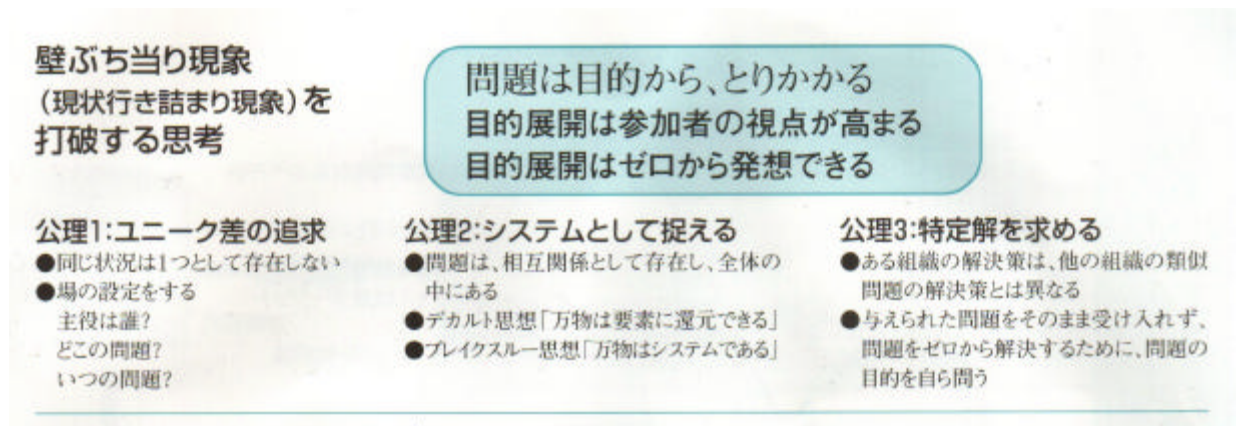 壁ぶち当り現象
（現状行き詰まり現象）を
打破する思考
問題は目的から、とりかかる
目的展開は参加者の視点が高まる
目的展開はゼロから発想できる
公理1:ユニーク差の追求
●同じ状況は1つとして存在しない
●場の設定をする
主役は誰?
どこの問題?
いつの問題?
公理2:システムとして捉える
●問題は、相互関係として存在し、全体の
中にある
●デカルト思想「万物は要素に還元できる」
●ブレイクスルー思想「万物はシステムである」
公理3:特定解を求める
●ある組織の解決策は、他の組織の類似
問題の解決策とは異なる
●与えられた問題をそのまま受け入れず、
問題をゼロから解決するために、問題の
目的を自ら問う